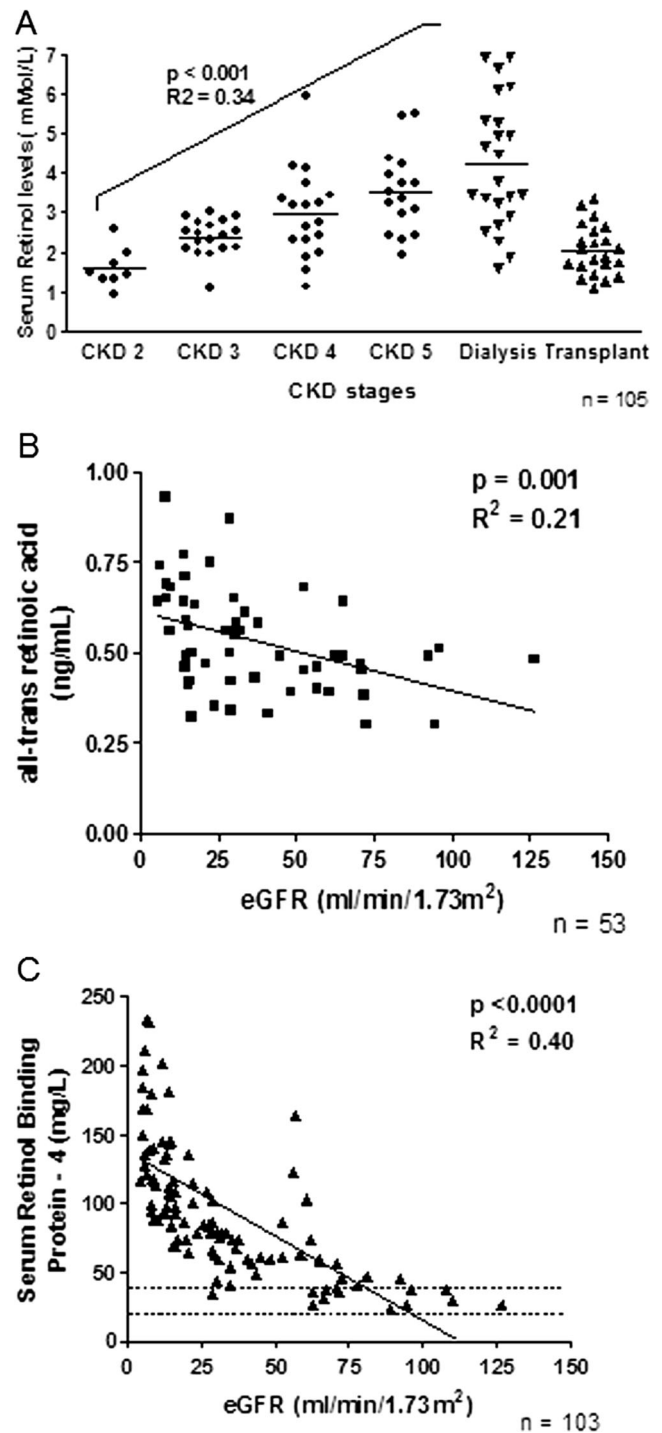 A
p < 0.001
R2 = 0.34
Serum Retinol levels ( mMol/L)
7
6
5
4
3
2
1
0
CKD 2 CKD 3 CKD 4 CKD 5 Dialysis Transplant
CKD stages
n = 105
B
p = 0.001
R² = 0.21
all-trans retinoic acid
(ng/mL)
1.00
0.75
0.50
0.25
0.00
0 25 50 75 100 125 150
eGFR (ml/min/1.73m²)
n = 53
C
p <0.0001
R² = 0.40
Serum Retinol Binding
Protein - 4 (mg/L)
250
200
150
100
50
0
0 25 50 75 100 125 150
eGFR (ml/min/1.73m²)
n = 103